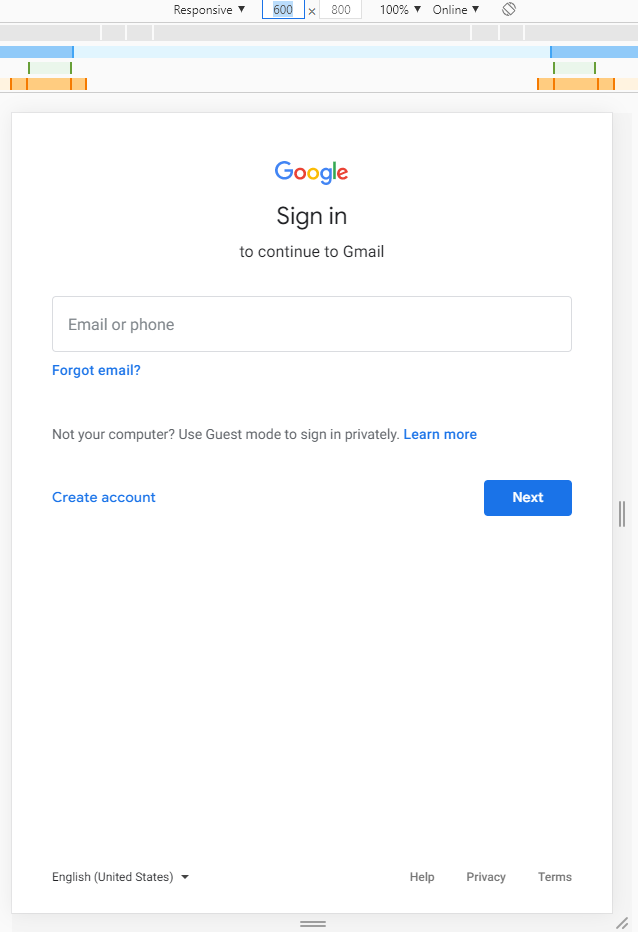 Responsive ▼ 600 × 800 100% ▼ Online ▼
Google
Sign in
to continue to Gmail
Email or phone
Forgot email?
Not your computer? Use Guest mode to sign in privately. Learn more
Create account Next
English (United States) Help Privacy Terms